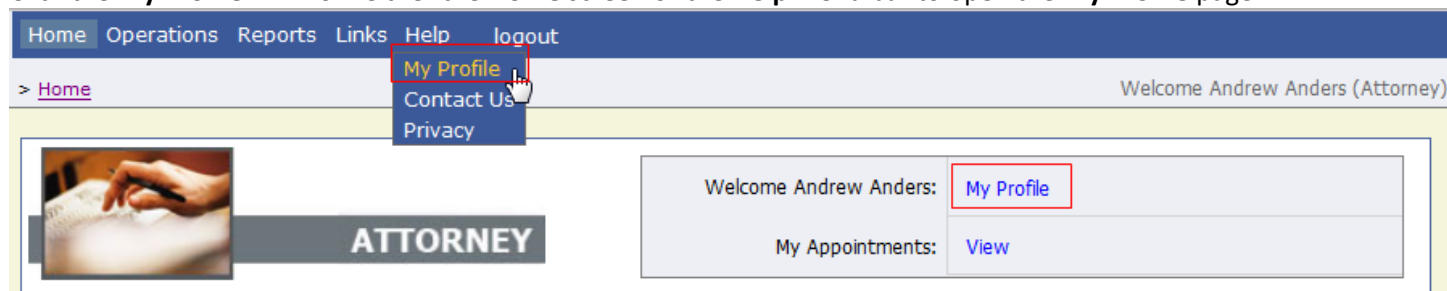 Home Operations Reports Links Help logout
My Profile
> Home
Contact Us
Welcome Andrew Anders (Attorney)
Privacy
Welcome Andrew Anders: My Profile
ATTORNEY
My Appointments: View